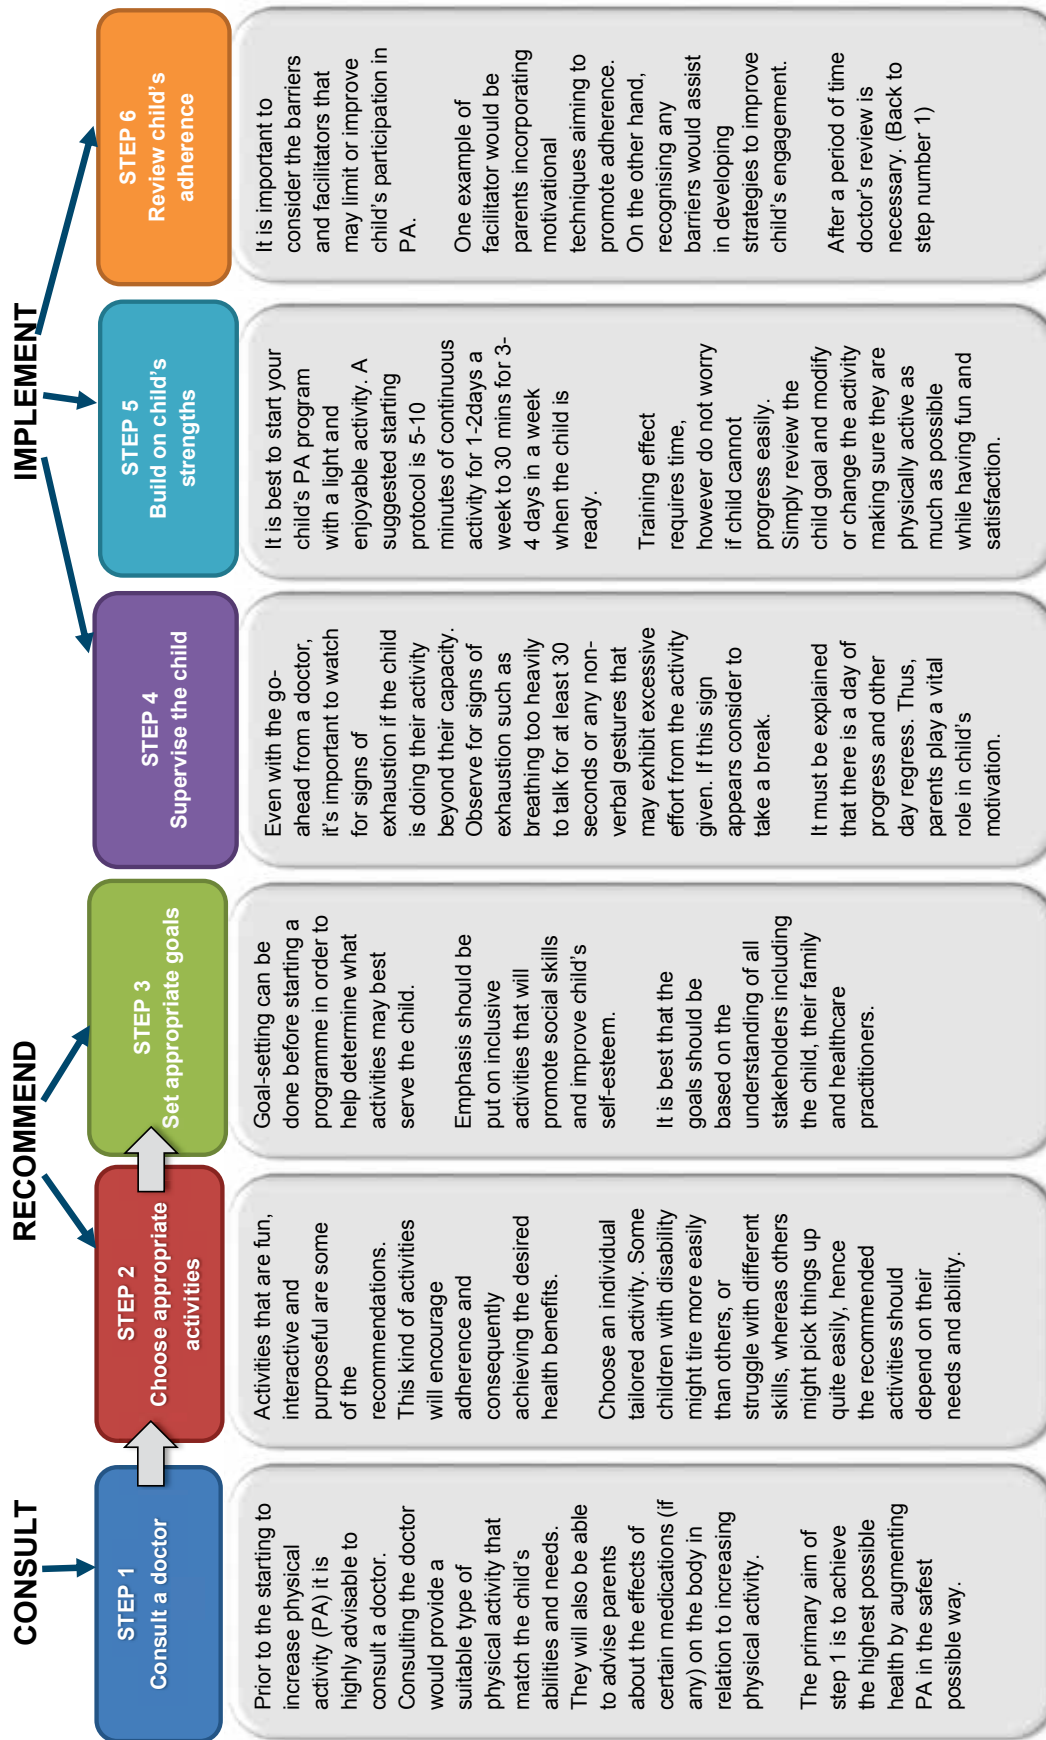 CONSULT
RECOMMEND
IMPLEMENT
STEP 1
Consult a doctor
Prior to the starting to
increase physical
activity (PA) it is
highly advisable to
consult a doctor.
Consulting the doctor
would provide a
suitable type of
physical activity that
match the child's
abilities and needs.
They will also be able
to advise parents
about the effects of
certain medications (if
any) on the body in
relation to increasing
physical activity.
The primary aim of
step 1 is to achieve
the highest possible
health by augmenting
PA in the safest
possible way.
STEP 2
Choose appropriate
activities
Activities that are fun,
interactive and
purposeful are some
of the
recommendations.
This kind of activities
will encourage
adherence and
consequently
achieving the desired
health benefits.
Choose an individual
tailored activity. Some
children with disability
might tire more easily
than others, or
struggle with different
skills, whereas others
might pick things up
quite easily, hence
the recommended
activities should
depend on their
needs and ability.
STEP 3
Set appropriate goals
Goal-setting can be
done before starting a
programme in order to
help determine what
activities may best
serve the child.
Emphasis should be
put on inclusive
activities that will
promote social skills
and improve child's
self-esteem.
It is best that the
goals should be
based on the
understanding of all
stakeholders including
the child, their family
and healthcare
practitioners.
STEP 4
Supervise the child
Even with the go-
ahead from a doctor,
it's important to watch
for signs of
exhaustion if the child
is doing their activity
beyond their capacity.
Observe for signs of
exhaustion such as
breathing too heavily
to talk for at least 30
seconds or any non-
verbal gestures that
may exhibit excessive
effort from the activity
given. If this sign
appears consider to
take a break.
It must be explained
that there is a day of
progress and other
day regress. Thus,
parents play a vital
role in child's
motivation.
STEP 5
Build on child's
strengths
It is best to start your
child's PA program
with a light and
enjoyable activity. A
suggested starting
protocol is 5-10
minutes of continuous
activity for 1-2days a
week to 30 mins for 3-
4 days in a week
when the child is
ready.
Training effect
requires time,
however do not worry
if child cannot
progress easily.
Simply review the
child goal and modify
or change the activity
making sure they are
physically active as
much as possible
while having fun and
satisfaction.
STEP 6
Review child's
adherence
It is important to
consider the barriers
and facilitators that
may limit or improve
child's participation in
PA.
One example of
facilitator would be
parents incorporating
motivational
techniques aiming to
promote adherence.
On the other hand,
recognising any
barriers would assist
in developing
strategies to improve
child's engagement.
After a period of time
doctor's review is
necessary. (Back to
step number 1)